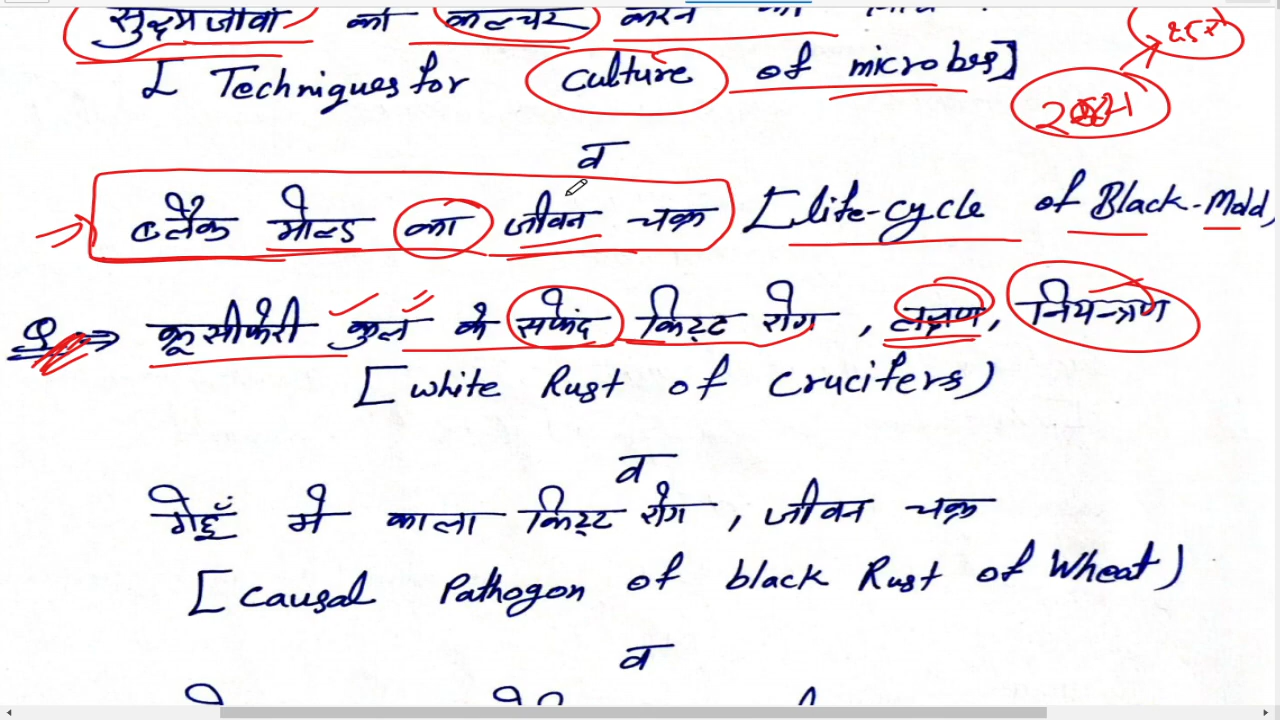 सुक्ष्मजीवों को कल्चर करने की विधि
[ Techniques for culture of microbes]
व
ब्लैक मोल्ड का जीवन चक्र [life-cycle of Black-Mold,
Q ⇒ क्रूसीफेरी कुल के सफेद किट्ट रोग , लक्षण, नियन्त्रण
[White Rust of Crucifers)
व
गेहूँ मे काला किट्ट रोग , जीवन चक्र
[Causal Pathogon of black Rust of Wheat)
व